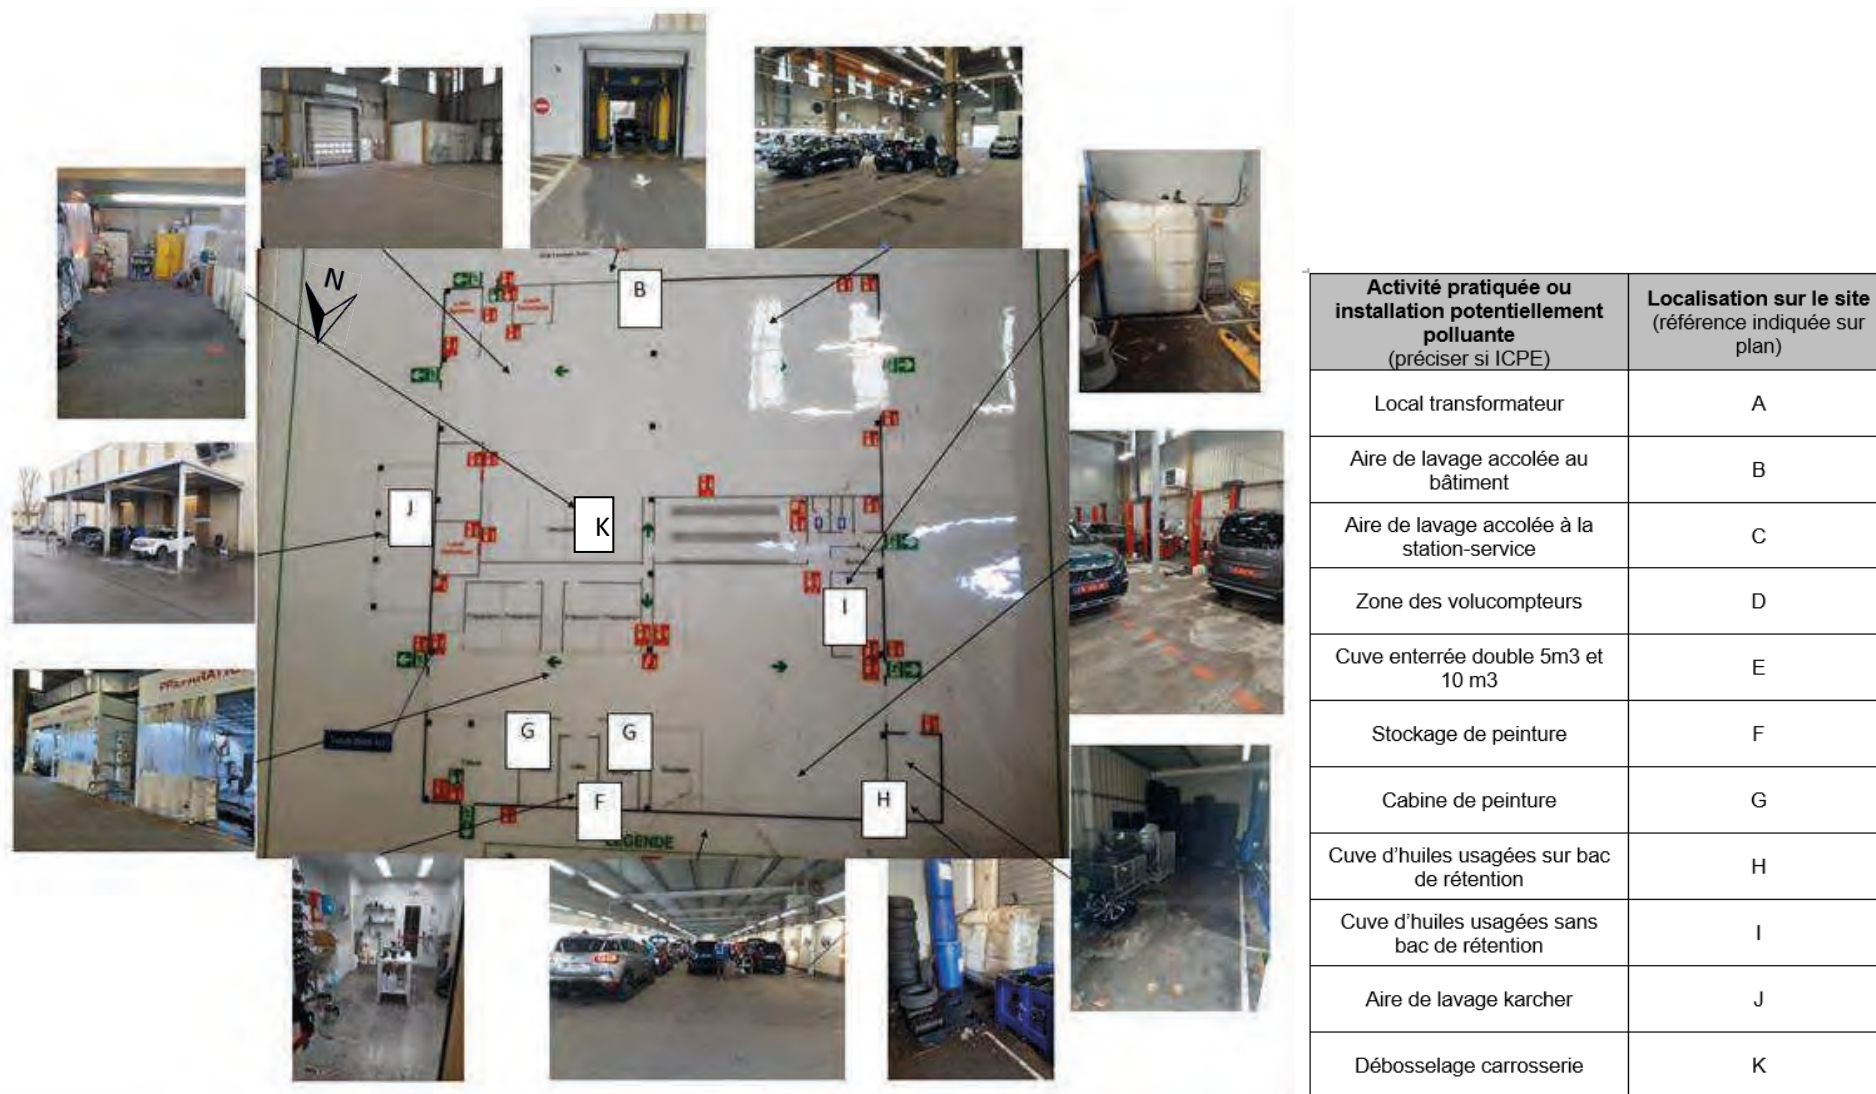 N
B
J
K
I
G
G
F
H
LEGENDE
PREPARATION
Activité pratiquée ou
installation potentiellement
polluante
(préciser si ICPE)
Localisation sur le site
(référence indiquée sur
plan)
Local transformateur
A
Aire de lavage accolée au
bâtiment
B
Aire de lavage accolée à la
station-service
C
Zone des volucompteurs
D
Cuve enterrée double 5m3 et
10 m3
E
Stockage de peinture
F
Cabine de peinture
G
Cuve d'huiles usagées sur bac
de rétention
H
Cuve d'huiles usagées sans
bac de rétention
I
Aire de lavage karcher
J
Débosselage carrosserie
K